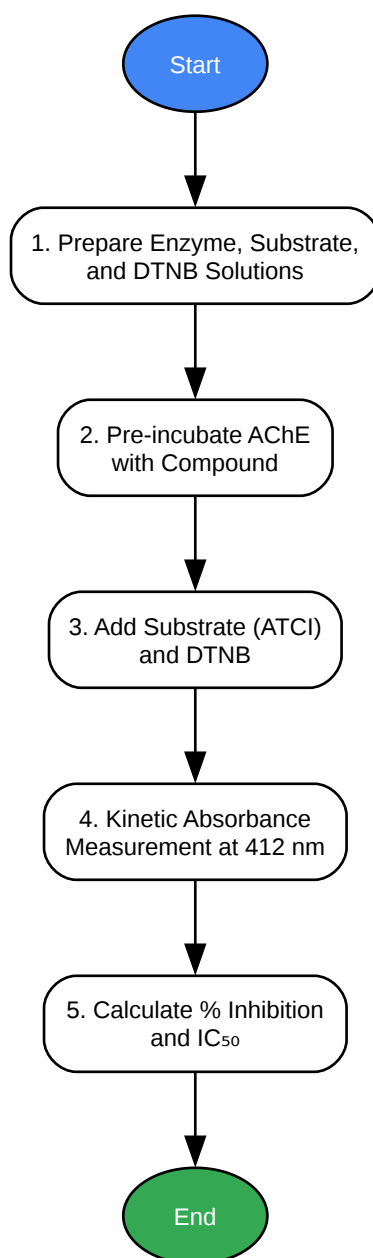 Start
1. Prepare Enzyme, Substrate,
and DTNB Solutions
2. Pre-incubate AChE
with Compound
3. Add Substrate (ATCI)
and DTNB
4. Kinetic Absorbance
Measurement at 412 nm
5. Calculate % Inhibition
and IC₅₀
End